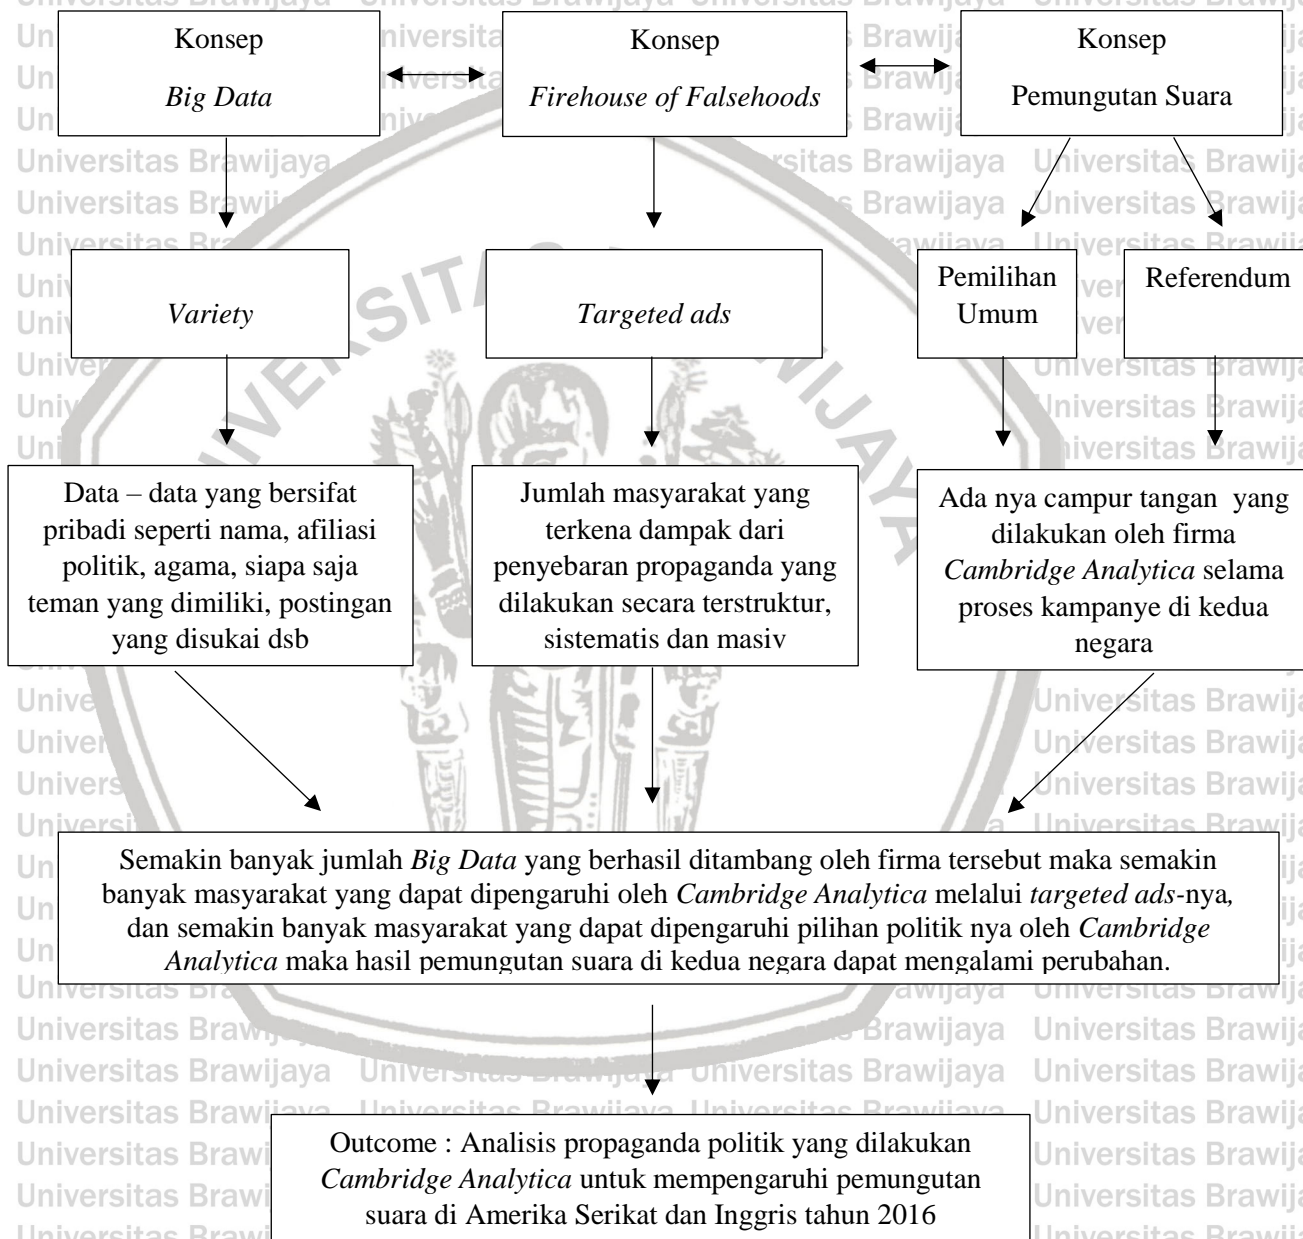 Konsep
Big Data
Konsep
Firehouse of Falsehoods
Konsep
Pemungutan Suara
Variety
Targeted ads
Pemilihan
Umum
Referendum
Data – data yang bersifat
pribadi seperti nama, afiliasi
politik, agama, siapa saja
teman yang dimiliki, postingan
yang disukai dsb
Jumlah masyarakat yang
terkena dampak dari
penyebaran propaganda yang
dilakukan secara terstruktur,
sistematis dan masiv
Ada nya campur tangan yang
dilakukan oleh firma
Cambridge Analytica selama
proses kampanye di kedua
negara
Semakin banyak jumlah Big Data yang berhasil ditambang oleh firma tersebut maka semakin
banyak masyarakat yang dapat dipengaruhi oleh Cambridge Analytica melalui targeted ads-nya,
dan semakin banyak masyarakat yang dapat dipengaruhi pilihan politik nya oleh Cambridge
Analytica maka hasil pemungutan suara di kedua negara dapat mengalami perubahan.
Outcome : Analisis propaganda politik yang dilakukan
Cambridge Analytica untuk mempengaruhi pemungutan
suara di Amerika Serikat dan Inggris tahun 2016